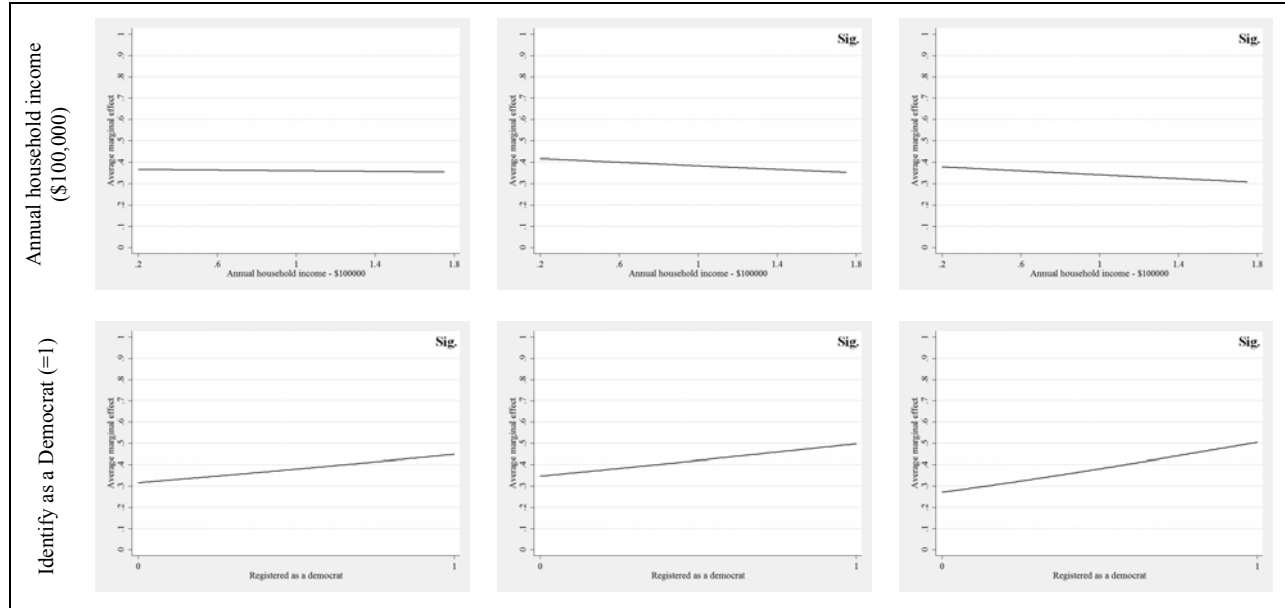 Annual household income
($100,000)
Average marginal effect
0 .1 .2 .3 .4 .5 .6 .7 .8 .9 1
.2 .6 1 1.4 1.8
Annual household income - $100000
Sig.
Average marginal effect
0 .1 .2 .3 .4 .5 .6 .7 .8 .9 1
.2 .6 1 1.4 1.8
Annual household income - $100000
Sig.
Average marginal effect
0 .1 .2 .3 .4 .5 .6 .7 .8 .9 1
.2 .6 1 1.4 1.8
Annual household income - $100000
Identify as a Democrat (=1)
Sig.
Average marginal effect
0 .1 .2 .3 .4 .5 .6 .7 .8 .9 1
0 1
Registered as a democrat
Sig.
Average marginal effect
0 .1 .2 .3 .4 .5 .6 .7 .8 .9 1
0 1
Registered as a democrat
Sig.
Average marginal effect
0 .1 .2 .3 .4 .5 .6 .7 .8 .9 1
0 1
Registered as a democrat